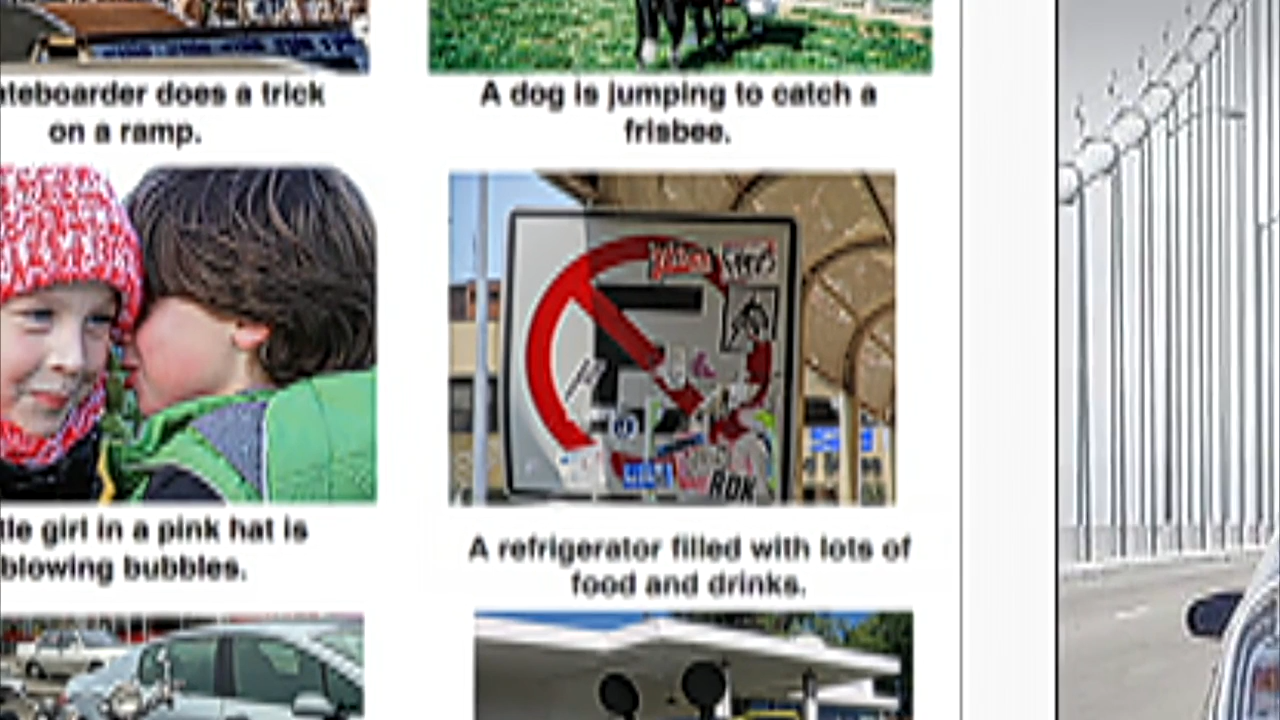 ateboarder does a trick
on a ramp.
A dog is jumping to catch a
frisbee.
tle girl in a pink hat is
blowing bubbles.
ROK
A refrigerator filled with lots of
food and drinks.